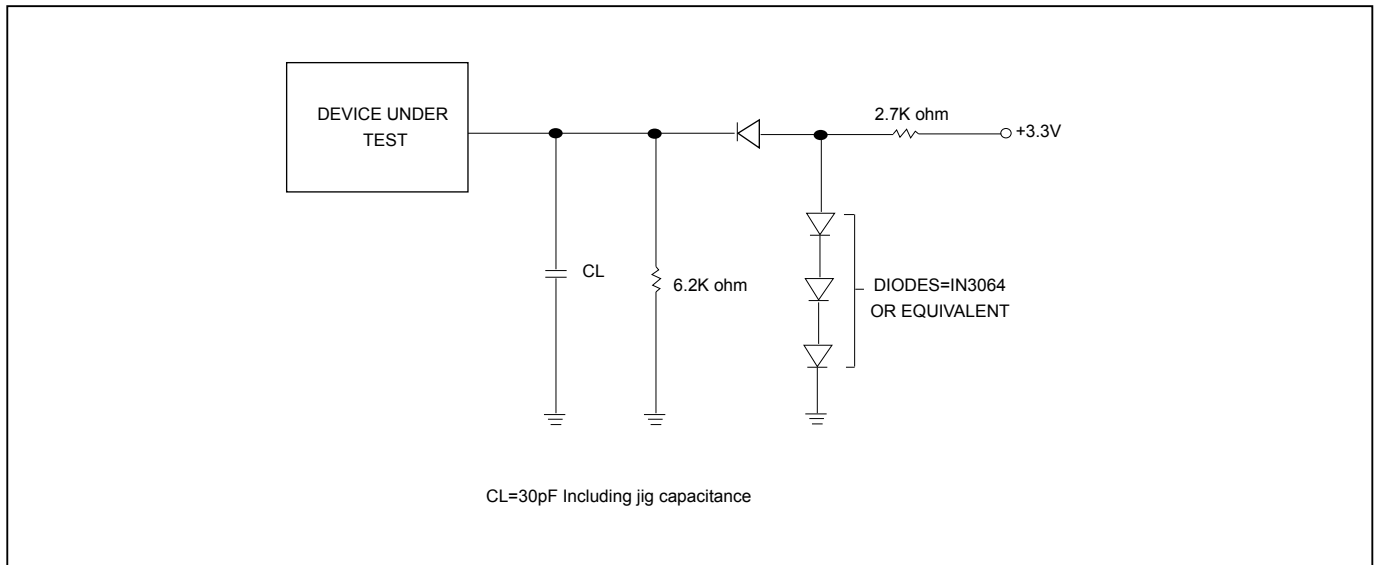 DEVICE UNDER
TEST
2.7K ohm
+3.3V
CL
6.2K ohm
DIODES=IN3064
OR EQUIVALENT
CL=30pF Including jig capacitance